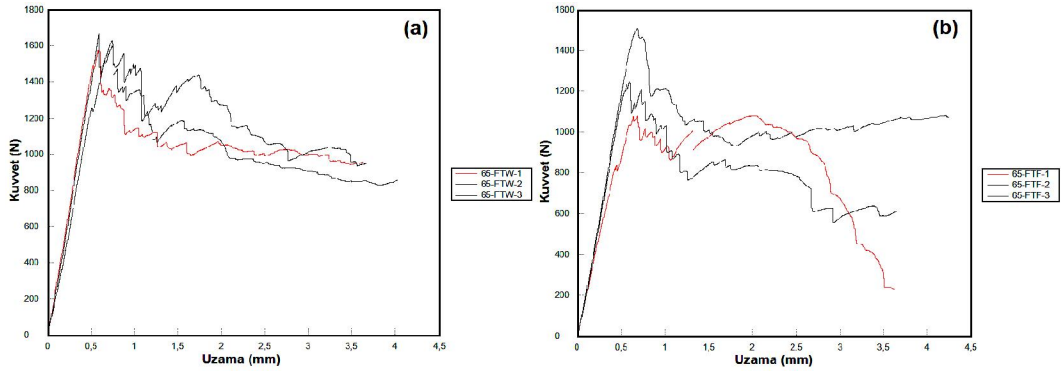 (a)
Kuvvet (N)
1800
1600
1400
1200
1000
800
600
400
200
0
0 0,5 1 1,5 2 2,5 3 3,5 4 4,5
Uzama (mm)
65-FTW-1
65-FTW-2
65-FTW-3
(b)
Kuvvet (N)
1600
1400
1200
1000
800
600
400
200
0
0 0,5 1 1,5 2 2,5 3 3,5 4 4,5
Uzama (mm)
65-FTF-1
65-FTF-2
65-FTF-3